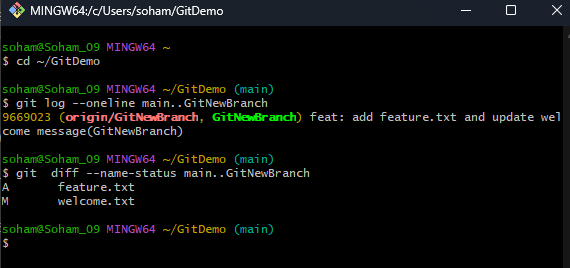 MINGW64:/c/Users/soham/GitDemo
soham@Soham_09 MINGW64 ~
$ cd ~/GitDemo
soham@Soham_09 MINGW64 ~/GitDemo (main)
$ git log --oneline main..GitNewBranch
9669023 (origin/GitNewBranch, GitNewBranch) feat: add feature.txt and update wel
come message(GitNewBranch)
soham@Soham_09 MINGW64 ~/GitDemo (main)
$ git  diff --name-status main..GitNewBranch
A       feature.txt
M       welcome.txt
soham@Soham_09 MINGW64 ~/GitDemo (main)
$